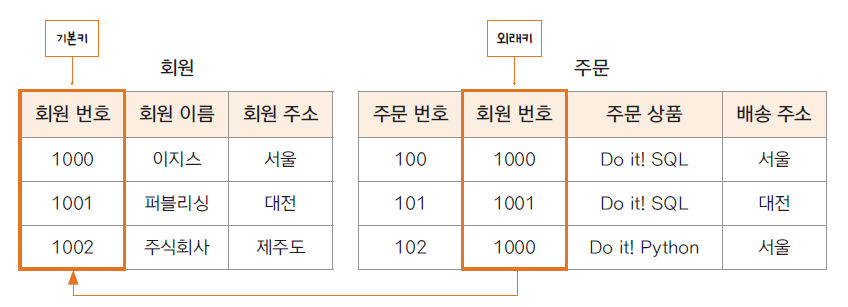 기본키
외래키
회원
주문
회원 번호 회원 이름 회원 주소
1000 이지스 서울
1001 퍼블리싱 대전
1002 주식회사 제주도
주문 번호 회원 번호 주문 상품 배송 주소
100 1000 Do it! SQL 서울
101 1001 Do it! SQL 대전
102 1000 Do it! Python 서울